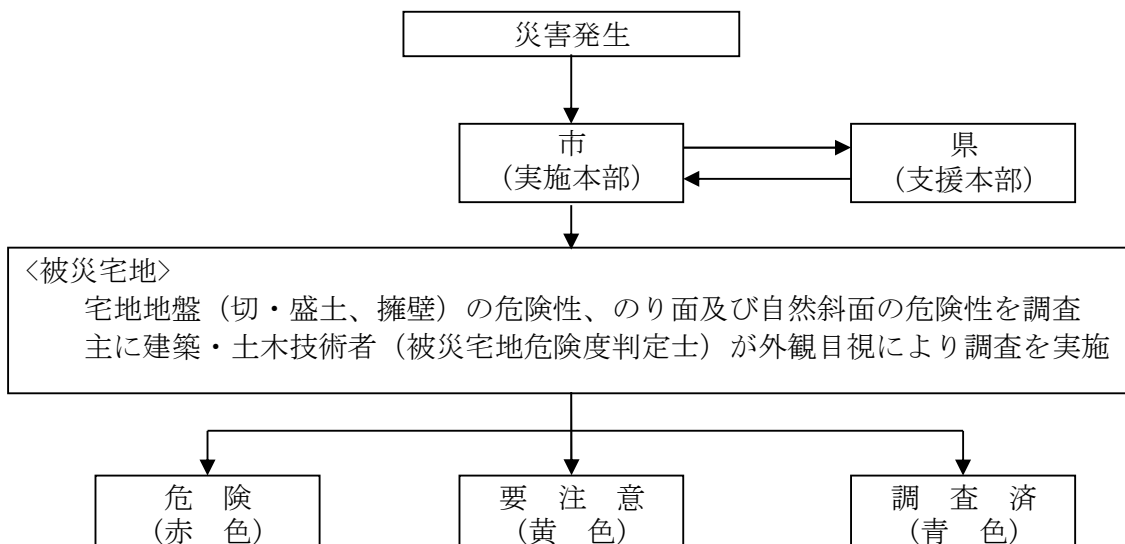 災害発生
市
（実施本部）
県
（支援本部）
<被災宅地>
宅地地盤（切・盛土、擁壁）の危険性、のり面及び自然斜面の危険性を調査
主に建築・土木技術者（被災宅地危険度判定士）が外観目視により調査を実施
危　険
（赤　色）
要　注　意
（黄　色）
調　査　済
（青　色）